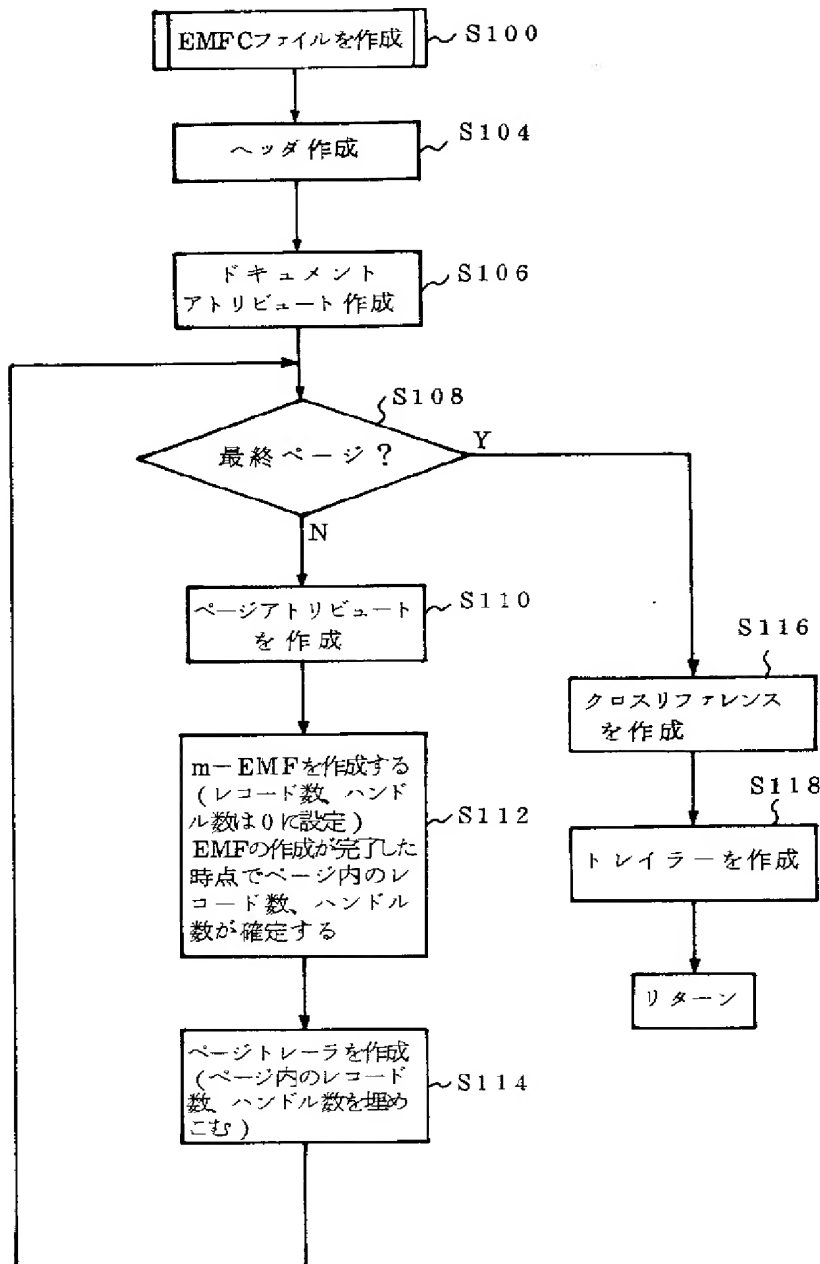 EMFCファイルを作成
S100
ヘッダ作成
S104
ドキュメント
アトリビュート作成
S106
最終ページ?
S108
Y
N
ページアトリビュート
を作成
S110
m-EMFを作成する
(レコード数、ハンド
ル数は0に設定)
EMFの作成が完了した
時点でページ内のレ
コード数、ハンドル
数が確定する
S112
ページトレーラを作成
(ページ内のレコード
数、ハンドル数を埋め
こむ)
S114
クロスリファレンス
を作成
S116
トレイラーを作成
S118
リターン